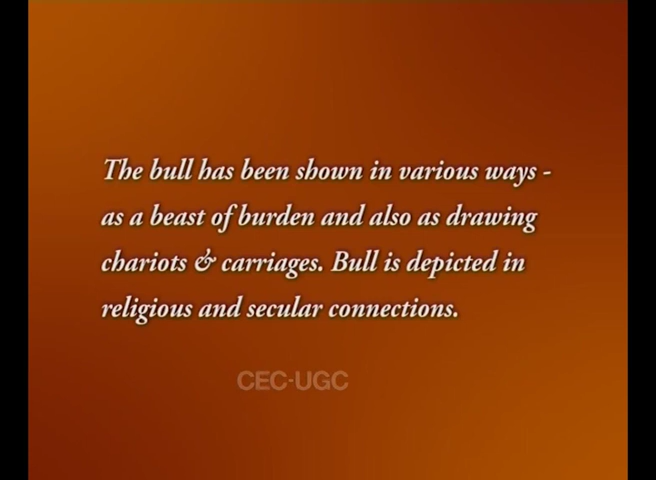 The bull has been shown in various ways -
as a beast of burden and also as drawing
chariots & carriages. Bull is depicted in
religious and secular connections.
CEC-UGC